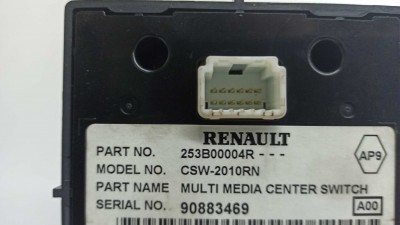 RENAULT
PART NO. 253B00004R - - -
AP9
MODEL NO. CSW-2010RN
PART NAME MULTI MEDIA CENTER SWITCH
SERIAL NO. 90883469
A00